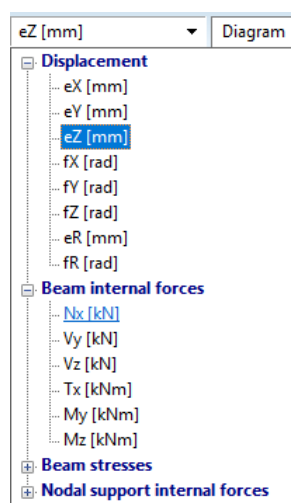 eZ [mm] Diagram
Displacement
eX [mm]
eY [mm]
eZ [mm]
fX [rad]
fY [rad]
fZ [rad]
eR [mm]
fR [rad]
Beam internal forces
Nx [kN]
Vy [kN]
Vz [kN]
Tx [kNm]
My [kNm]
Mz [kNm]
Beam stresses
Nodal support internal forces